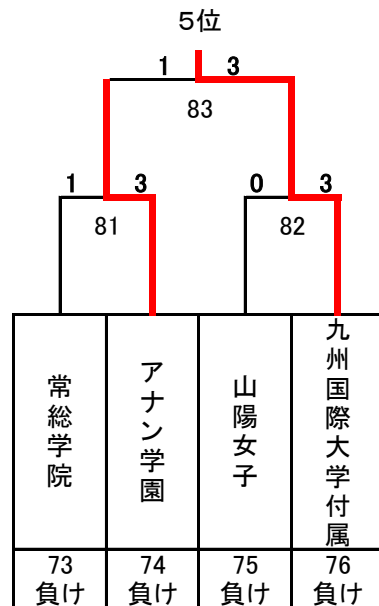 5位
1 3
83
1 3 0 3
81 82
常総学院
アナン学園
山陽女子
九州国際大学付属
73 74 75 76
負け 負け 負け 負け